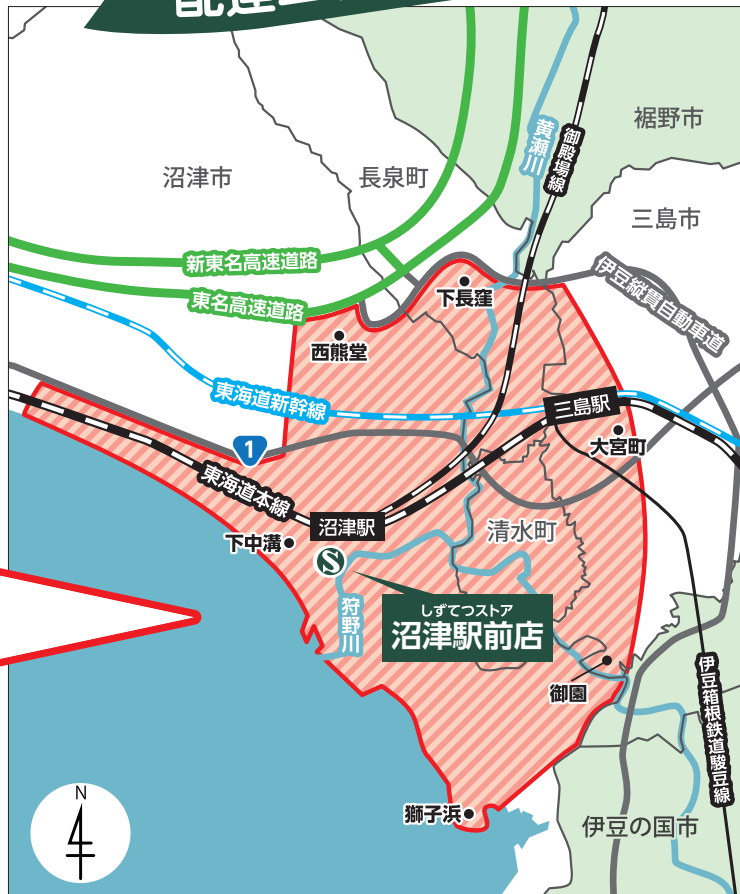 裾野市
黄瀬川
御殿場線
沼津市
長泉町
三島市
新東名高速道路
伊豆縦貫自動車道
下長窪
東名高速道路
西熊堂
東海道新幹線
三島駅
大宮町
1
東海道本線
沼津駅
清水町
下中溝
S
狩野川
しずてつストア
沼津駅前店
御園
伊豆箱根鉄道駿豆線
獅子浜
伊豆の国市
N